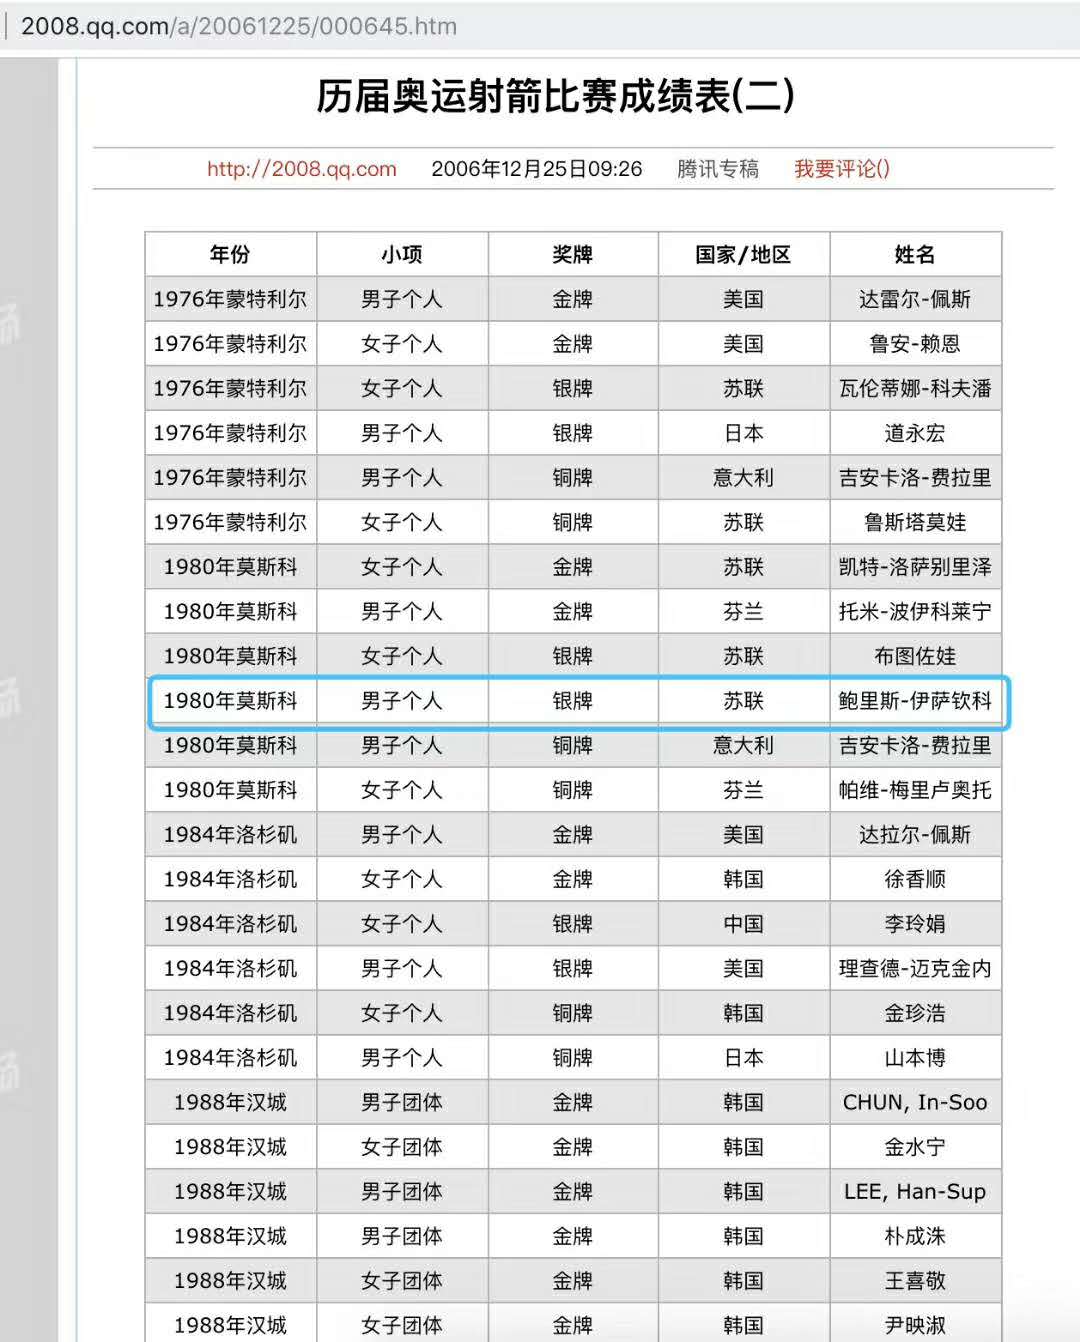 2008.qq.com/a/20061225/000645.htm
历届奥运射箭比赛成绩表(二)
http://2008.qq.com 2006年12月25日09:26 腾讯专稿 我要评论()
年份 小项 奖牌 国家/地区 姓名
1976年蒙特利尔 男子个人 金牌 美国 达雷尔-佩斯
1976年蒙特利尔 女子个人 金牌 美国 鲁安-赖恩
1976年蒙特利尔 女子个人 银牌 苏联 瓦伦蒂娜-科夫潘
1976年蒙特利尔 男子个人 银牌 日本 道永宏
1976年蒙特利尔 男子个人 铜牌 意大利 吉安卡洛-费拉里
1976年蒙特利尔 女子个人 铜牌 苏联 鲁斯塔莫娃
1980年莫斯科 女子个人 金牌 苏联 凯特-洛萨别里泽
1980年莫斯科 男子个人 金牌 芬兰 托米-波伊科莱宁
1980年莫斯科 女子个人 银牌 苏联 布图佐娃
1980年莫斯科 男子个人 银牌 苏联 鲍里斯-伊萨钦科
1980年莫斯科 男子个人 铜牌 意大利 吉安卡洛-费拉里
1980年莫斯科 女子个人 铜牌 芬兰 帕维-梅里卢奥托
1984年洛杉矶 男子个人 金牌 美国 达拉尔-佩斯
1984年洛杉矶 女子个人 金牌 韩国 徐香顺
1984年洛杉矶 女子个人 银牌 中国 李玲娟
1984年洛杉矶 男子个人 银牌 美国 理查德-迈克金内
1984年洛杉矶 女子个人 铜牌 韩国 金珍浩
1984年洛杉矶 男子个人 铜牌 日本 山本博
1988年汉城 男子团体 金牌 韩国 CHUN, In-Soo
1988年汉城 女子团体 金牌 韩国 金水宁
1988年汉城 男子团体 金牌 韩国 LEE, Han-Sup
1988年汉城 男子团体 金牌 韩国 朴成洙
1988年汉城 女子团体 金牌 韩国 王喜敬
1988年汉城 女子团体 金牌 韩国 尹映淑